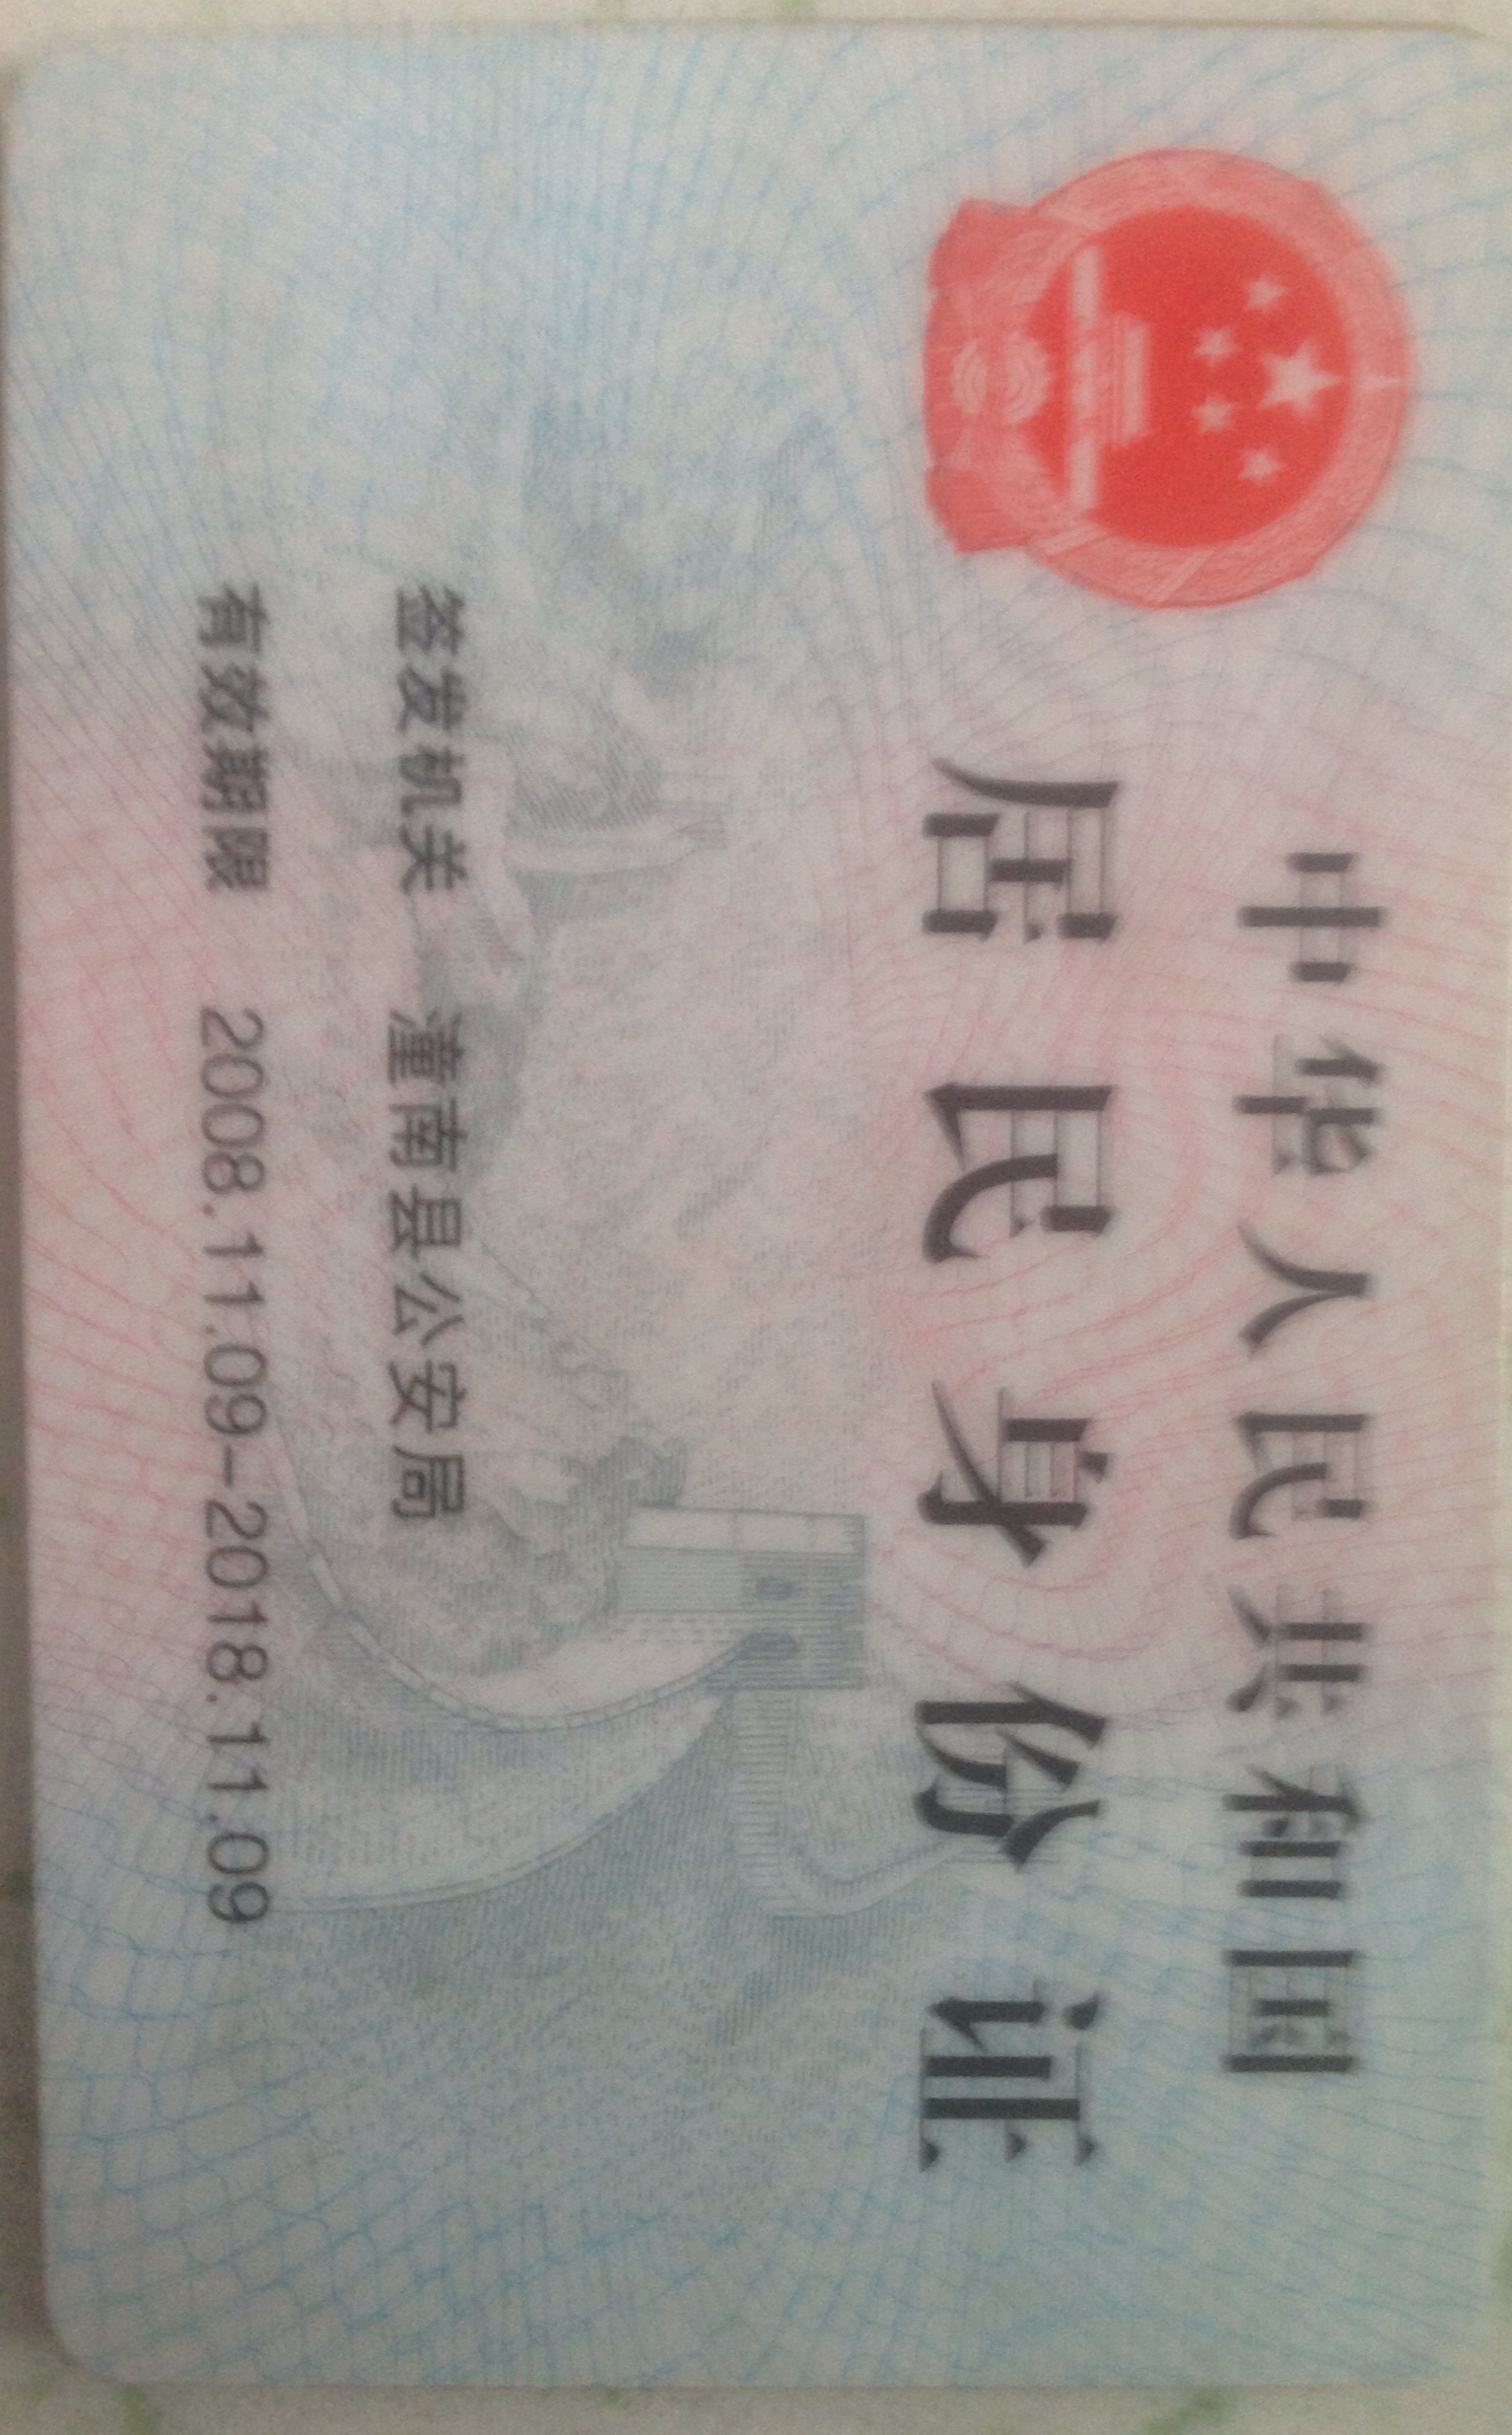 中华人民共和国
居民身份证
签发机关 潼南县公安局
有效期限 2008.11.09-2018.11.09